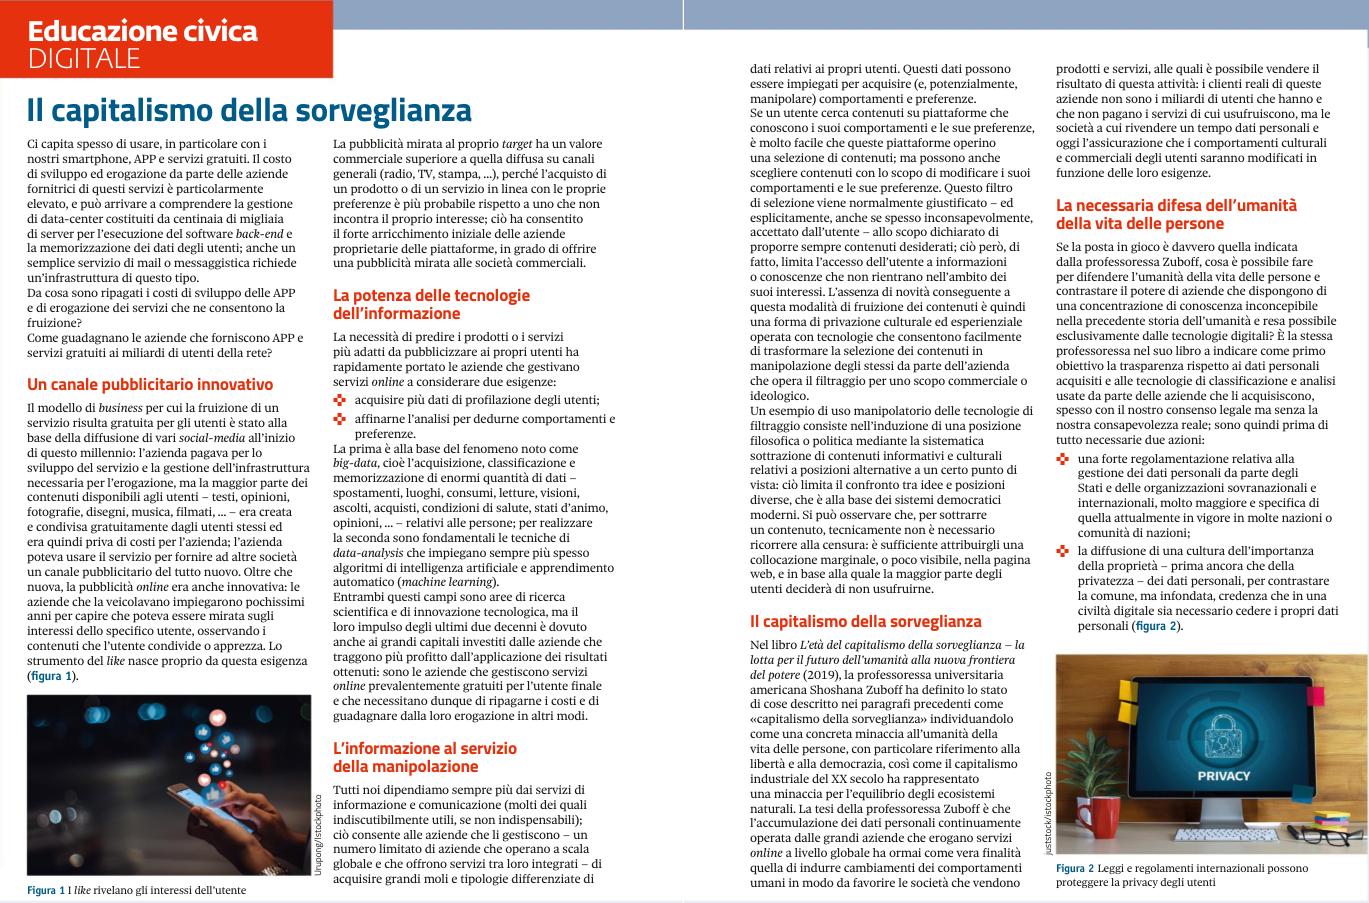 Educazione civica
DIGITALE
Il capitalismo della sorveglianza
Ci capita spesso di usare, in particolare con i
nostri smartphone, APP e servizi gratuiti. Il costo
di sviluppo ed erogazione da parte delle aziende
fornitrici di questi servizi è particolarmente
elevato, e può arrivare a comprendere la gestione
di data-center costituiti da centinaia di migliaia
di server per l'esecuzione del software back-end e
la memorizzazione dei dati degli utenti; anche un
semplice servizio di mail o messaggistica richiede
un'infrastruttura di questo tipo.
Da cosa sono ripagati i costi di sviluppo delle APP
e di erogazione dei servizi che ne consentono la
fruizione?
Come guadagnano le aziende che forniscono APP e
servizi gratuiti ai miliardi di utenti della rete?
Un canale pubblicitario innovativo
Il modello di business per cui la fruizione di un
servizio risulta gratuita per gli utenti è stato alla
base della diffusione di vari social-media all'inizio
di questo millennio: l'azienda pagava per lo
sviluppo del servizio e la gestione dell'infrastruttura
necessaria per l'erogazione, ma la maggior parte dei
contenuti disponibili agli utenti – testi, opinioni,
fotografie, disegni, musica, filmati, ... – era creata
e condivisa gratuitamente dagli utenti stessi ed
era quindi priva di costi per l'azienda; l'azienda
poteva usare il servizio per fornire ad altre società
un canale pubblicitario del tutto nuovo. Oltre che
nuova, la pubblicità online era anche innovativa: le
aziende che la veicolavano impiegarono pochissimi
anni per capire che poteva essere mirata sugli
interessi dello specifico utente, osservando i
contenuti che l'utente condivide o apprezza. Lo
strumento del like nasce proprio da questa esigenza
(figura 1).
Urupong/Istockphoto
Figura 1 I like rivelano gli interessi dell'utente
La pubblicità mirata al proprio target ha un valore
commerciale superiore a quella diffusa su canali
generali (radio, TV, stampa, ...), perché l'acquisto di
un prodotto o di un servizio in linea con le proprie
preferenze è più probabile rispetto a uno che non
incontra il proprio interesse; ciò ha consentito
il forte arricchimento iniziale delle aziende
proprietarie delle piattaforme, in grado di offrire
una pubblicità mirata alle società commerciali.
La potenza delle tecnologie
dell'informazione
La necessità di predire i prodotti o i servizi
più adatti da pubblicizzare ai propri utenti ha
rapidamente portato le aziende che gestivano
servizi online a considerare due esigenze:
acquisire più dati di profilazione degli utenti;
affinarne l'analisi per dedurne comportamenti e
preferenze.
La prima è alla base del fenomeno noto come
big-data, cioè l'acquisizione, classificazione e
memorizzazione di enormi quantità di dati –
spostamenti, luoghi, consumi, letture, visioni,
ascolti, acquisti, condizioni di salute, stati d'animo,
opinioni, ... – relativi alle persone; per realizzare
la seconda sono fondamentali le tecniche di
data-analysis che impiegano sempre più spesso
algoritmi di intelligenza artificiale e apprendimento
automatico (machine learning).
Entrambi questi campi sono aree di ricerca
scientifica e di innovazione tecnologica, ma il
loro impulso degli ultimi due decenni è dovuto
anche ai grandi capitali investiti dalle aziende che
traggono più profitto dall'applicazione dei risultati
ottenuti: sono le aziende che gestiscono servizi
online prevalentemente gratuiti per l'utente finale
e che necessitano dunque di ripagarne i costi e di
guadagnare dalla loro erogazione in altri modi.
L'informazione al servizio
della manipolazione
Tutti noi dipendiamo sempre più dai servizi di
informazione e comunicazione (molti dei quali
indiscutibilmente utili, se non indispensabili);
ciò consente alle aziende che li gestiscono – un
numero limitato di aziende che operano a scala
globale e che offrono servizi tra loro integrati – di
acquisire grandi moli e tipologie differenziate di
dati relativi ai propri utenti. Questi dati possono
essere impiegati per acquisire (e, potenzialmente,
manipolare) comportamenti e preferenze.
Se un utente cerca contenuti su piattaforme che
conoscono i suoi comportamenti e le sue preferenze,
è molto facile che queste piattaforme operino
una selezione di contenuti; ma possono anche
scegliere contenuti con lo scopo di modificare i suoi
comportamenti e le sue preferenze. Questo filtro
di selezione viene normalmente giustificato – ed
esplicitamente, anche se spesso inconsapevolmente,
accettato dall'utente – allo scopo dichiarato di
proporre sempre contenuti desiderati; ciò però, di
fatto, limita l'accesso dell'utente a informazioni
o conoscenze che non rientrano nell'ambito dei
suoi interessi. L'assenza di novità conseguente a
questa modalità di fruizione dei contenuti è quindi
una forma di privazione culturale ed esperienziale
operata con tecnologie che consentono facilmente
di trasformare la selezione dei contenuti in
manipolazione degli stessi da parte dell'azienda
che opera il filtraggio per uno scopo commerciale o
ideologico.
Un esempio di uso manipolatorio delle tecnologie di
filtraggio consiste nell'induzione di una posizione
filosofica o politica mediante la sistematica
sottrazione di contenuti informativi e culturali
relativi a posizioni alternative a un certo punto di
vista: ciò limita il confronto tra idee e posizioni
diverse, che è alla base dei sistemi democratici
moderni. Si può osservare che, per sottrarre
un contenuto, tecnicamente non è necessario
ricorrere alla censura: è sufficiente attribuirgli una
collocazione marginale, o poco visibile, nella pagina
web, e in base alla quale la maggior parte degli
utenti deciderà di non usufruirne.
Il capitalismo della sorveglianza
Nel libro L'età del capitalismo della sorveglianza – la
lotta per il futuro dell'umanità alla nuova frontiera
del potere (2019), la professoressa universitaria
americana Shoshana Zuboff ha definito lo stato
di cose descritto nei paragrafi precedenti come
«capitalismo della sorveglianza» individuandolo
come una concreta minaccia all'umanità della
vita delle persone, con particolare riferimento alla
libertà e alla democrazia, così come il capitalismo
industriale del XX secolo ha rappresentato
una minaccia per l'equilibrio degli ecosistemi
naturali. La tesi della professoressa Zuboff è che
l'accumulazione dei dati personali continuamente
operata dalle grandi aziende che erogano servizi
online a livello globale ha ormai come vera finalità
quella di indurre cambiamenti dei comportamenti
umani in modo da favorire le società che vendono
prodotti e servizi, alle quali è possibile vendere il
risultato di questa attività: i clienti reali di queste
aziende non sono i miliardi di utenti che hanno e
che non pagano i servizi di cui usufruiscono, ma le
società a cui rivendere un tempo dati personali e
oggi l'assicurazione che i comportamenti culturali
e commerciali degli utenti saranno modificati in
funzione delle loro esigenze.
La necessaria difesa dell'umanità
della vita delle persone
Se la posta in gioco è davvero quella indicata
dalla professoressa Zuboff, cosa è possibile fare
per difendere l'umanità della vita delle persone e
contrastare il potere di aziende che dispongono di
una concentrazione di conoscenza inconcepibile
nella precedente storia dell'umanità e resa possibile
esclusivamente dalle tecnologie digitali? È la stessa
professoressa nel suo libro a indicare come primo
obiettivo la trasparenza rispetto ai dati personali
acquisiti e alle tecnologie di classificazione e analisi
usate da parte delle aziende che li acquisiscono,
spesso con il nostro consenso legale ma senza la
nostra consapevolezza reale; sono quindi prima di
tutto necessarie due azioni:
una forte regolamentazione relativa alla
gestione dei dati personali da parte degli
Stati e delle organizzazioni sovranazionali e
internazionali, molto maggiore e specifica di
quella attualmente in vigore in molte nazioni o
comunità di nazioni;
la diffusione di una cultura dell'importanza
della proprietà – prima ancora che della
privatezza – dei dati personali, per contrastare
la comune, ma infondata, credenza che in una
civiltà digitale sia necessario cedere i propri dati
personali (figura 2).
PRIVACY
juststock/istockphoto
Figura 2 Leggi e regolamenti internazionali possono
proteggere la privacy degli utenti